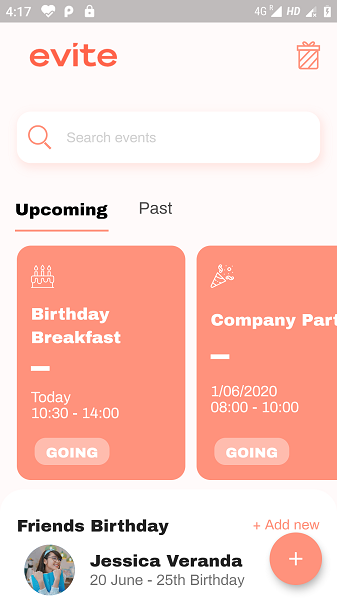 4:17
4G R HD
evite
Search events
Upcoming
Past
Birthday
Breakfast
Today
10:30 - 14:00
GOING
Company Part
1/06/2020
08:00 - 10:00
GOING
Friends Birthday
+ Add new
Jessica Veranda
20 June - 25th Birthday
+